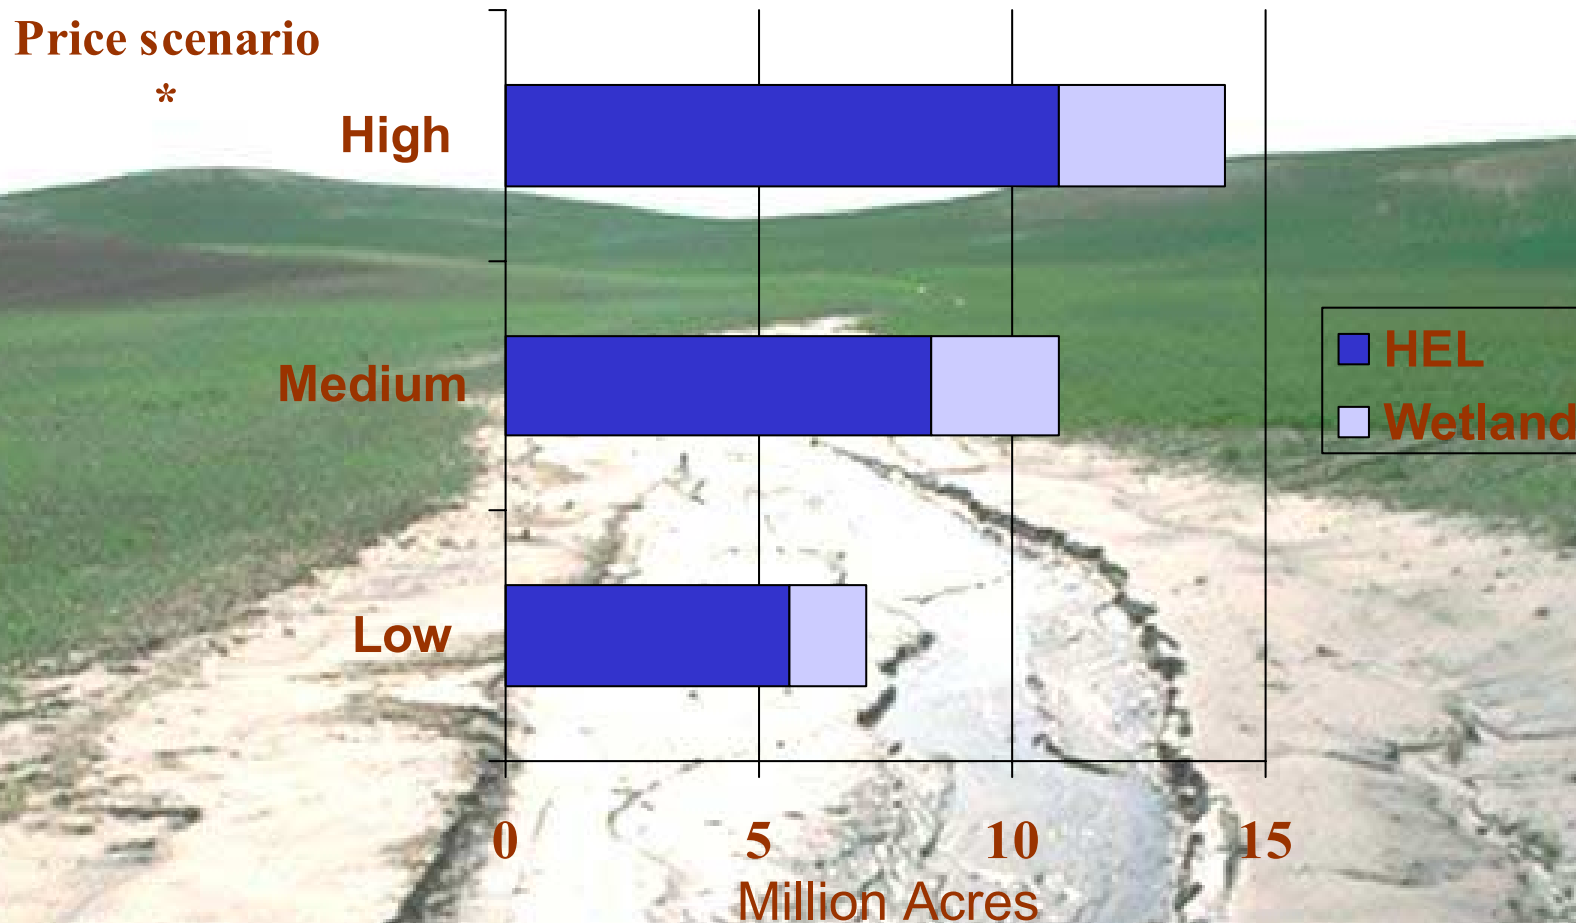 Price scenario
*
High
Medium
Low
HEL
Wetland
0 5 10 15
Million Acres